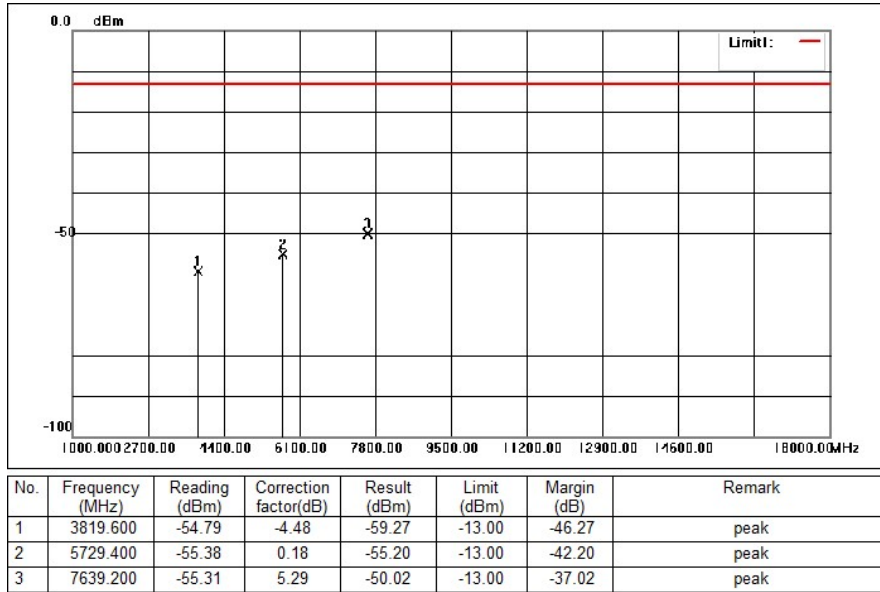 0.0 dBm
Limit1:
-50
1
2
3
-100
1000.000 2700.00 4400.00 6100.00 7800.00 9500.00 11200.00 12900.00 14600.00 18000.00MHz
No. Frequency (MHz) Reading (dBm) Correction factor(dB) Result (dBm) Limit (dBm) Margin (dB) Remark
1 3819.600 -54.79 -4.48 -59.27 -13.00 -46.27 peak
2 5729.400 -55.38 0.18 -55.20 -13.00 -42.20 peak
3 7639.200 -55.31 5.29 -50.02 -13.00 -37.02 peak